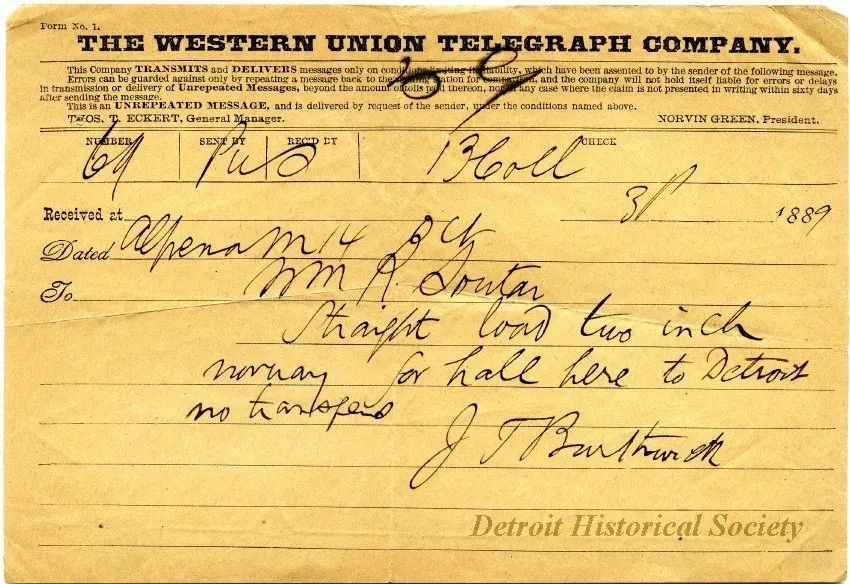 Form No. 1.
THE WESTERN UNION TELEGRAPH COMPANY.
This Company TRANSMITS and DELIVERS messages only on conditions limiting its liability, which have been assented to by the sender of the following message.
Errors can be guarded against only by repeating a message back to the sending station for comparison, and the company will not hold itself liable for errors or delays
in transmission or delivery of Unrepeated Messages, beyond the amount of tolls paid thereon, nor in any case where the claim is not presented in writing within sixty days
after sending the message.
This is an UNREPEATED MESSAGE, and is delivered by request of the sender, under the conditions named above.
THOS. T. ECKERT, General Manager. NORVIN GREEN, President.
NUMBER SENT BY REC'D BY CHECK
69 13 Coll
Received at 3P 1889
Dated Alpena M 14
To Wm R. Soutar
Straight load two inch
norway for hall here to Detroit
no transfers
J T Burthwick
Detroit Historical Society